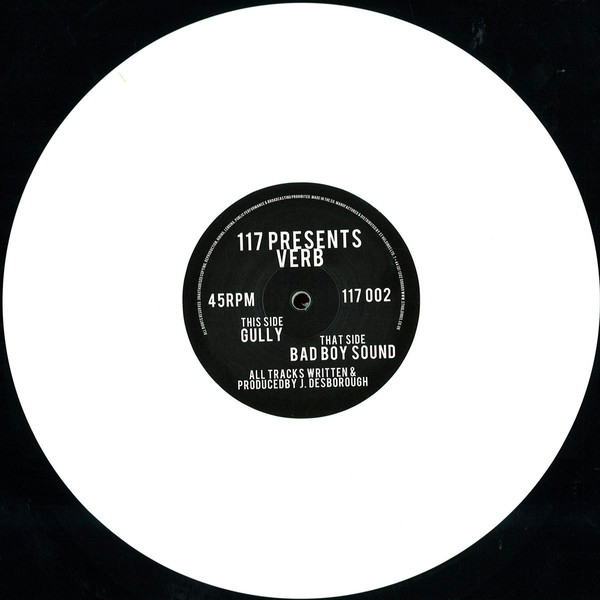 117 PRESENTS
VERB
45RPM
117 002
THIS SIDE
GULLY
THAT SIDE
BAD BOY SOUND
ALL TRACKS WRITTEN &
PRODUCEDBY J. DESBOROUGH